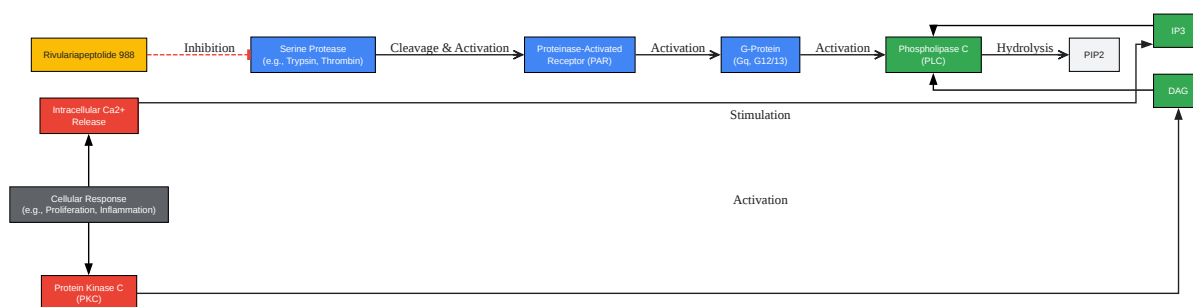 Rivulariapeptolide 988
Inhibition
Serine Protease
(e.g., Trypsin, Thrombin)
Cleavage & Activation
Proteinase-Activated
Receptor (PAR)
Activation
G-Protein
(Gq, G12/13)
Activation
Phospholipase C
(PLC)
Hydrolysis
PIP2
IP3
DAG
Intracellular Ca2+
Release
Stimulation
Cellular Response
(e.g., Proliferation, Inflammation)
Activation
Protein Kinase C
(PKC)